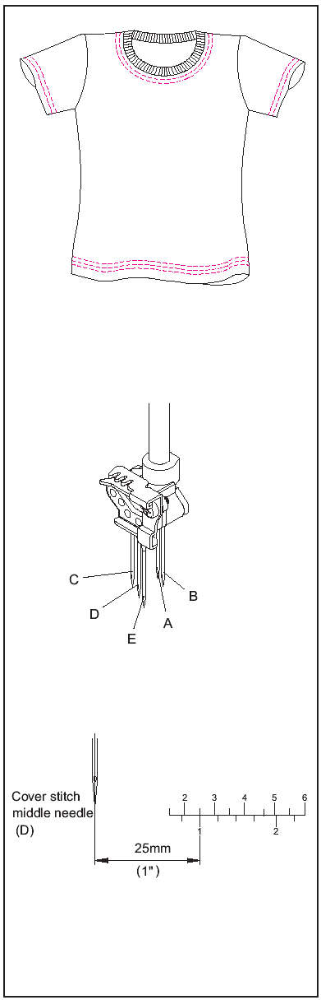 C
B
D
A
E
Cover stitch
middle needle
(D)
2 3 4 5 6
1 2
25mm
(1")